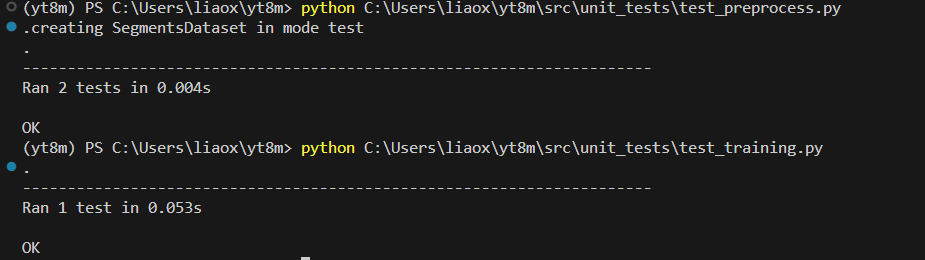 (yt8m) PS C:\Users\liaox\yt8m> python C:\Users\liaox\yt8m\src\unit_tests\test_preprocess.py
.creating SegmentsDataset in mode test
.
----------------------------------------------------------------------
Ran 2 tests in 0.004s
OK
(yt8m) PS C:\Users\liaox\yt8m> python C:\Users\liaox\yt8m\src\unit_tests\test_training.py
.
----------------------------------------------------------------------
Ran 1 test in 0.053s
OK